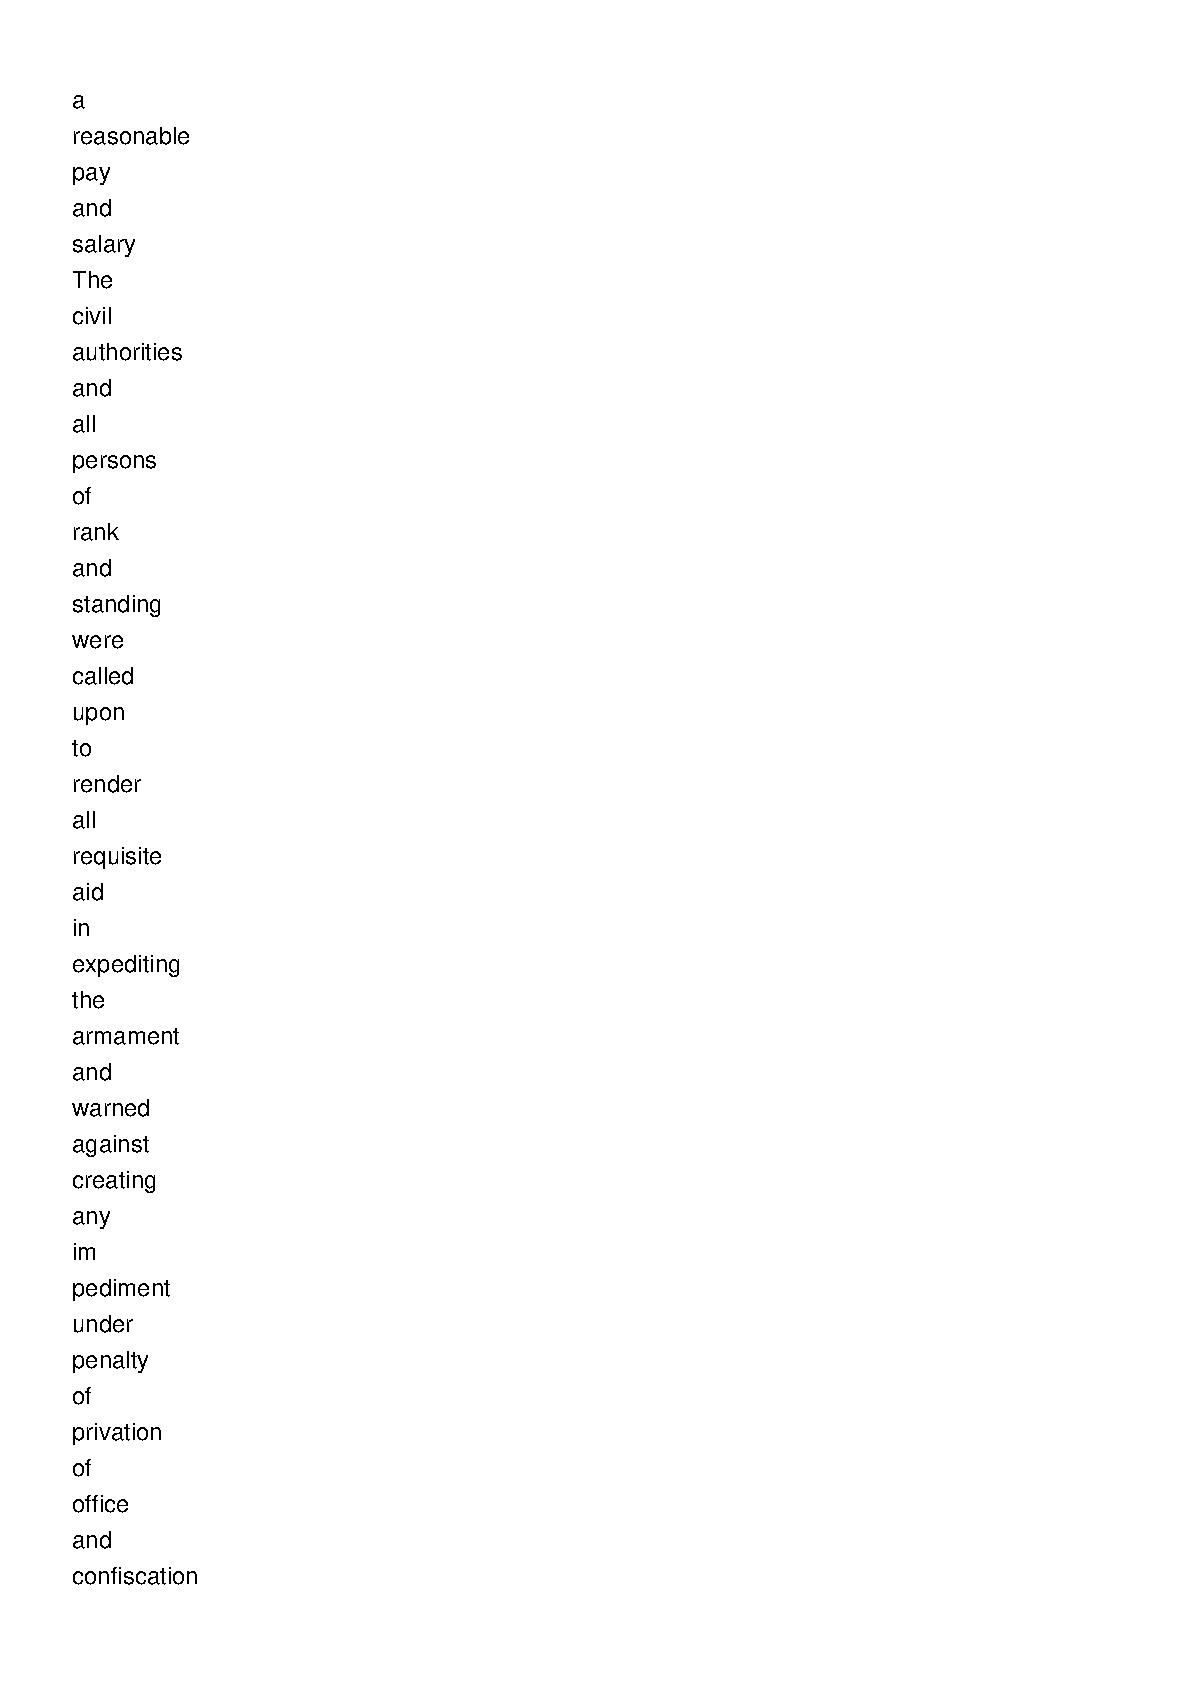 a
reasonable
pay
and
salary
The
civil
authorities
and
all
persons
of
rank
and
standing
were
called
upon
to
render
all
requisite
aid
in
expediting
the
armament
and
warned
against
creating
any
im
pediment
under
penalty
of
privation
of
office
and
confiscation